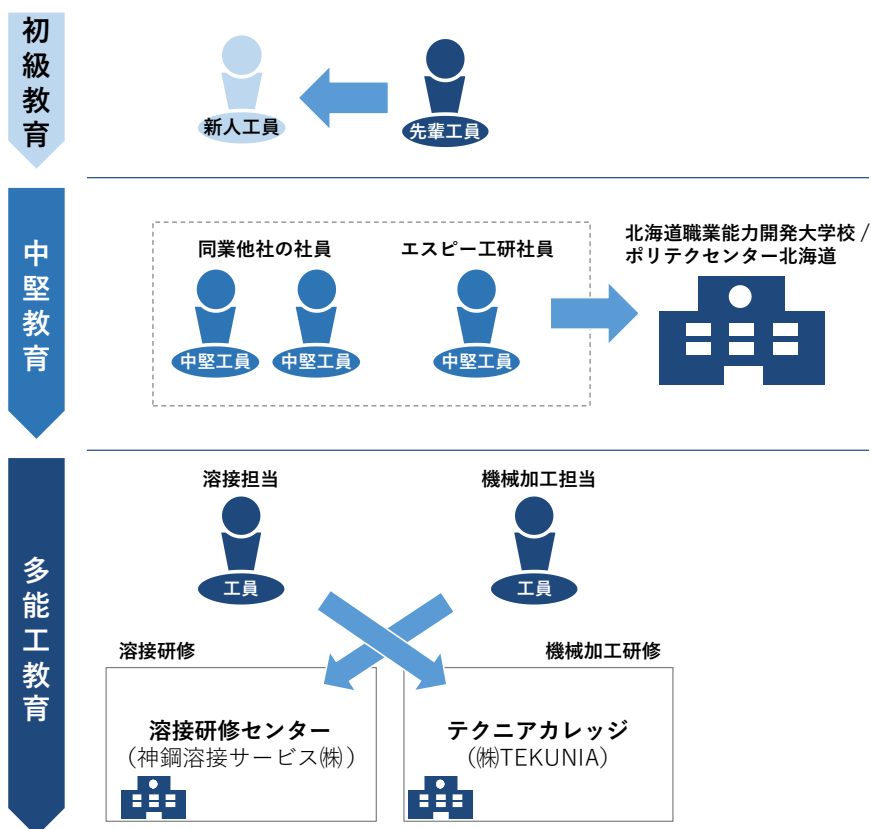 初級教育
新人工員
先輩工員
中堅教育
同業他社の社員
エスピー工研社員
北海道職業能力開発大学校 /
ポリテクセンター北海道
中堅工員
中堅工員
中堅工員
多能工教育
溶接担当
機械加工担当
工員
工員
溶接研修
機械加工研修
溶接研修センター
（神鋼溶接サービス㈱）
テクニアカレッジ
（㈱TEKUNIA）